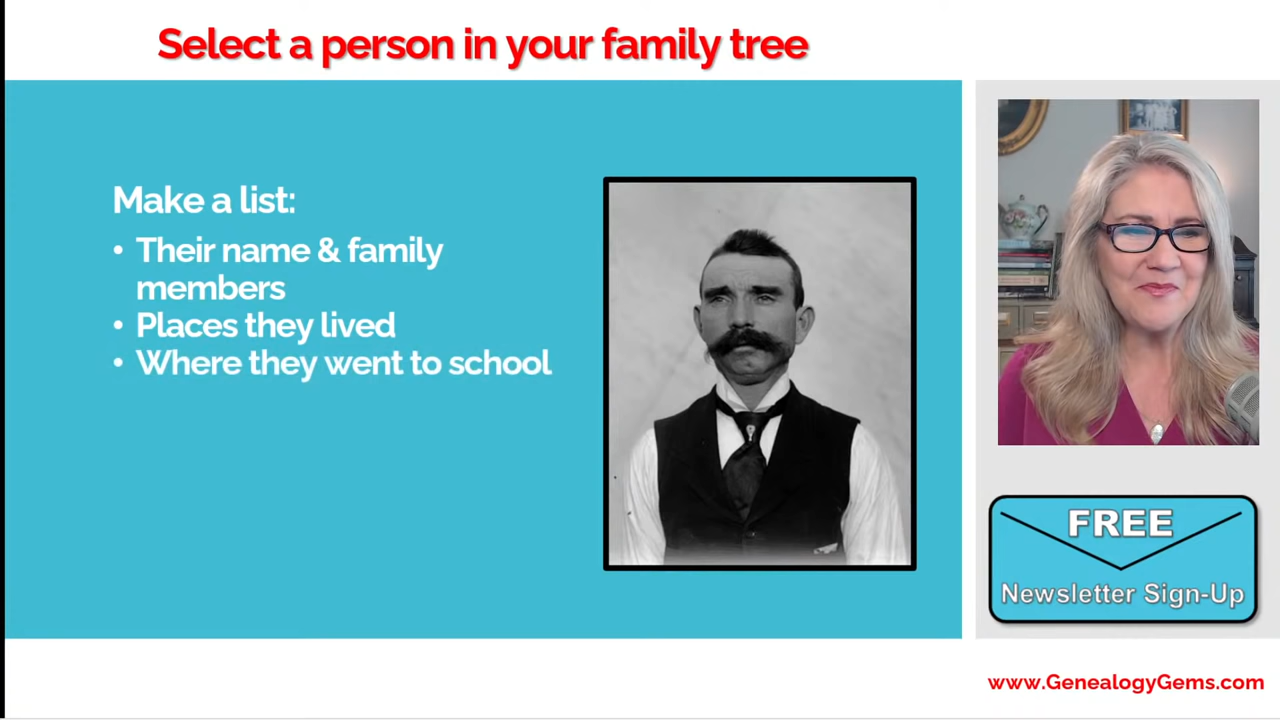 Select a person in your family tree
Make a list:
• Their name & family
members
• Places they lived
• Where they went to school
FREE
Newsletter Sign-Up
www.GenealogyGems.com